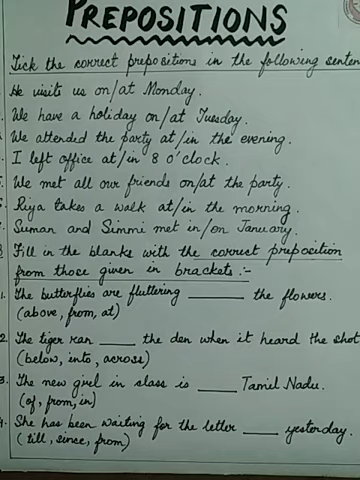 PREPOSITIONS
Tick the correct prepositions in the following senten
He visits us on/at Monday.
We have a holiday on/at Tuesday.
We attended the party at/in the evening.
I left office at/in 8 O'clock.
We met all our friends on/at the party.
Riya takes a walk at/in the morning.
Suman and Simmi met in/on January.
Fill in the blanks with the correct preposition
from those given in brackets:-
1. The butterflies are fluttering ______ the flowers.
(above, from, at)
2. The tiger ran ____ the den when it heard the shot
(below, into, across)
3. The new girl in class is ____ Tamil Nadu.
(of, from, in)
4. She has been waiting for the letter ____ yesterday.
(till, since, from)